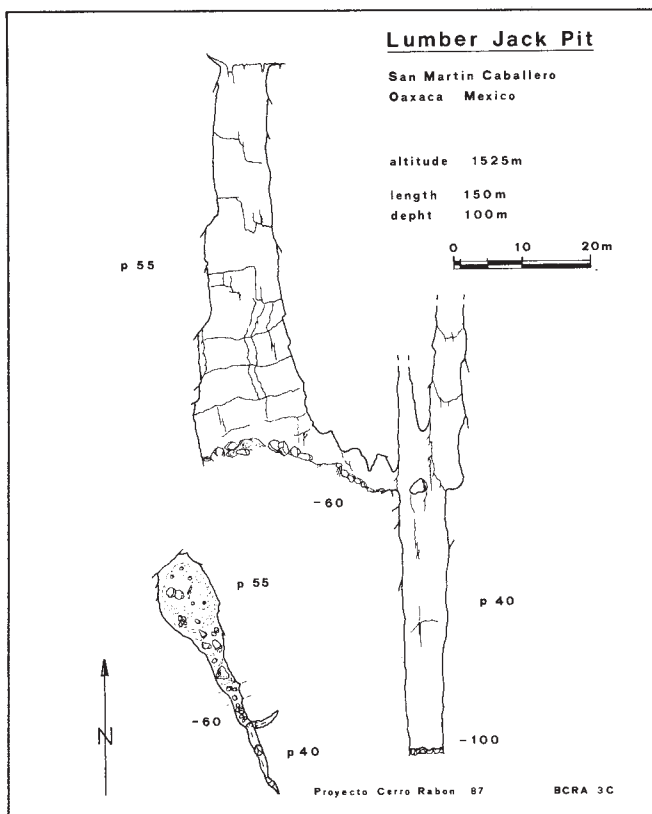 Lumber Jack Pit
San Martin Caballero
Oaxaca Mexico
altitude 1525m
length 150m
depht 100m
0 10 20m
p 55
-60
p 55
p 40
-60
N
p 40
-100
Proyecto Cerro Rabon 87 BCRA 3C